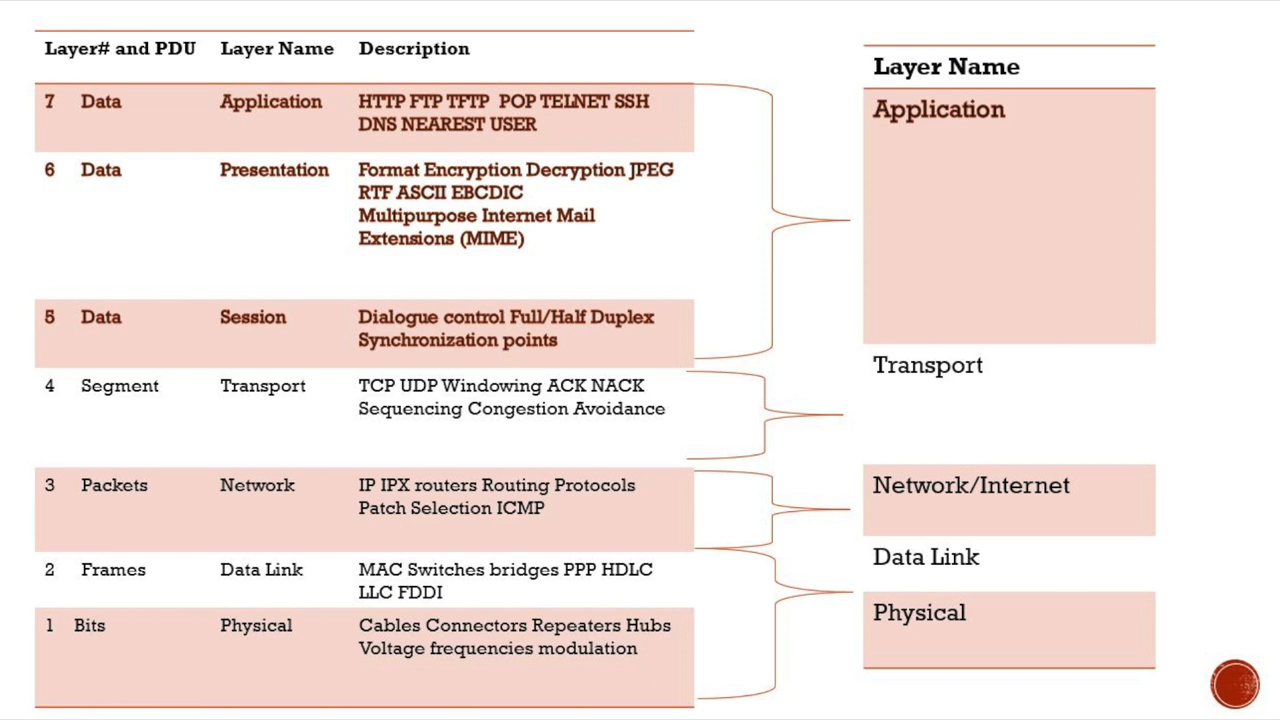 Layer# and PDU Layer Name Description
7 Data Application HTTP FTP TFTP POP TELNET SSH
DNS NEAREST USER
6 Data Presentation Format Encryption Decryption JPEG
RTF ASCII EBCDIC
Multipurpose Internet Mail
Extensions (MIME)
5 Data Session Dialogue control Full/Half Duplex
Synchronization points
4 Segment Transport TCP UDP Windowing ACK NACK
Sequencing Congestion Avoidance
3 Packets Network IP IPX routers Routing Protocols
Patch Selection ICMP
2 Frames Data Link MAC Switches bridges PPP HDLC
LLC FDDI
1 Bits Physical Cables Connectors Repeaters Hubs
Voltage frequencies modulation
Layer Name
Application
Transport
Network/Internet
Data Link
Physical